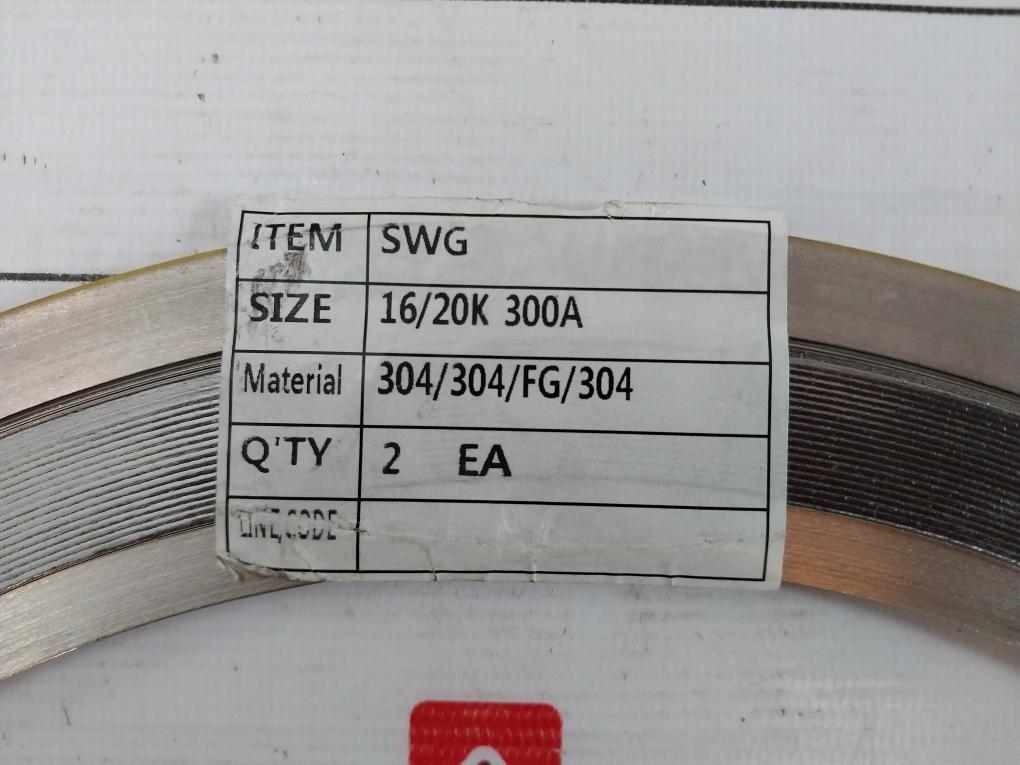 ITEM SWG
SIZE 16/20K 300A
Material 304/304/FG/304
Q'TY 2 EA
LINE CODE